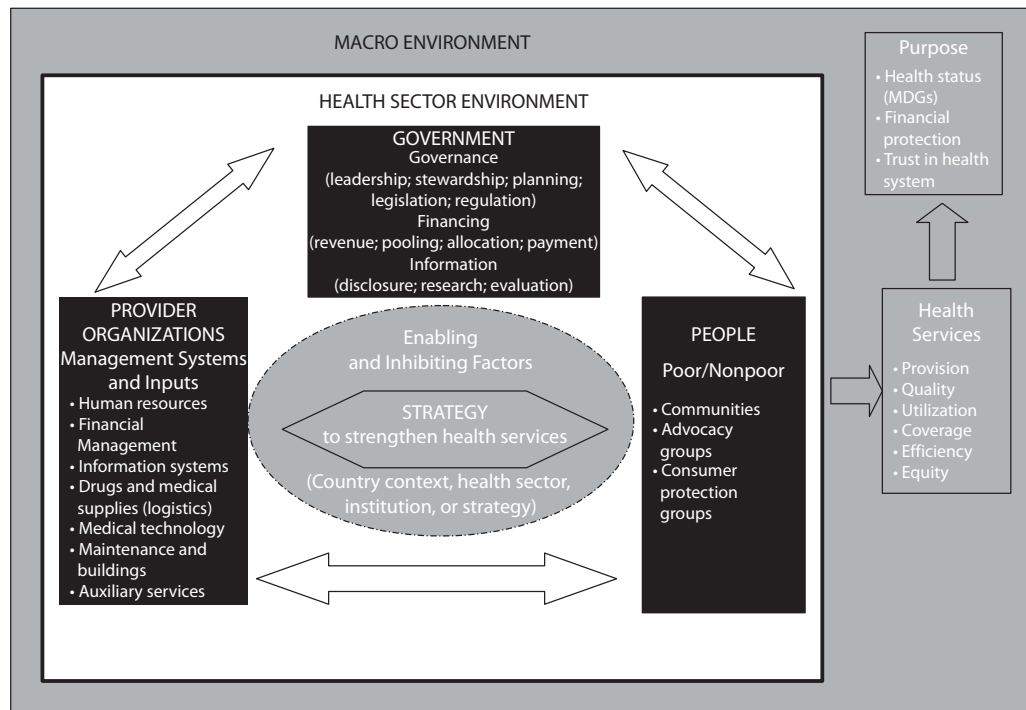 MACRO ENVIRONMENT
HEALTH SECTOR ENVIRONMENT
GOVERNMENT
Governance
(leadership; stewardship; planning;
legislation; regulation)
Financing
(revenue; pooling; allocation; payment)
Information
(disclosure; research; evaluation)
PROVIDER
ORGANIZATIONS
Management Systems
and Inputs
• Human resources
• Financial
Management
• Information systems
• Drugs and medical
supplies (logistics)
• Medical technology
• Maintenance and
buildings
• Auxiliary services
Enabling
and Inhibiting Factors
STRATEGY
to strengthen health services
(Country context, health sector,
institution, or strategy)
PEOPLE
Poor/Nonpoor
• Communities
• Advocacy
groups
• Consumer
protection
groups
Purpose
• Health status
(MDGs)
• Financial
protection
• Trust in health
system
Health
Services
• Provision
• Quality
• Utilization
• Coverage
• Efficiency
• Equity